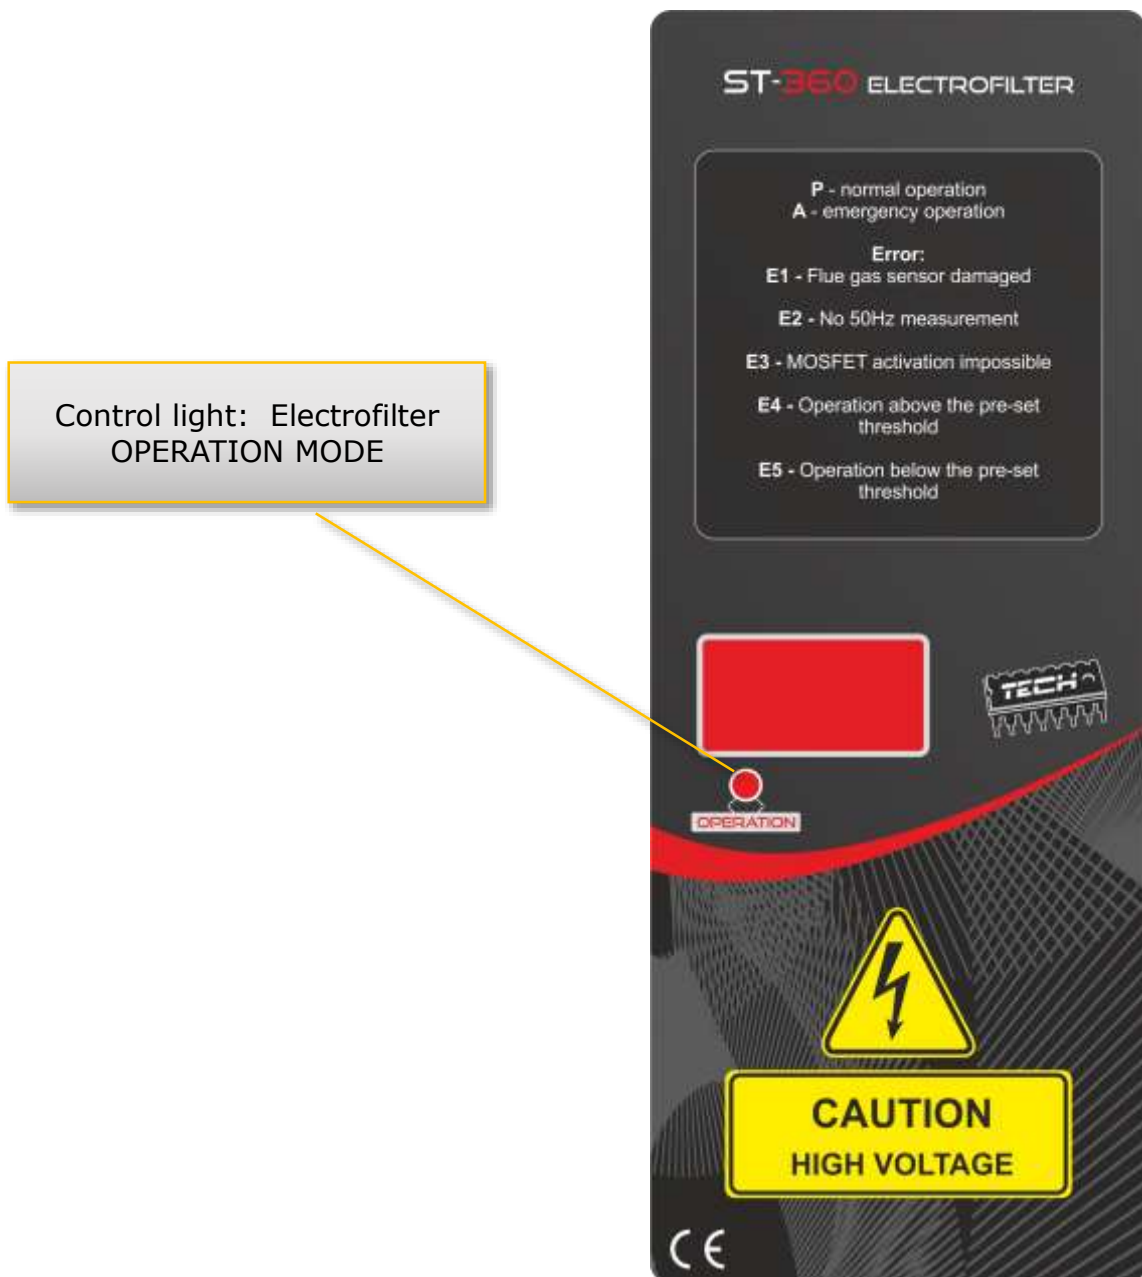 ST-360 ELECTROFILTER
P - normal operation
A - emergency operation
Error:
E1 - Flue gas sensor damaged
E2 - No 50Hz measurement
E3 - MOSFET activation impossible
E4 - Operation above the pre-set
threshold
E5 - Operation below the pre-set
threshold
Control light: Electrofilter
OPERATION MODE
TECH
OPERATION
CAUTION
HIGH VOLTAGE
CE